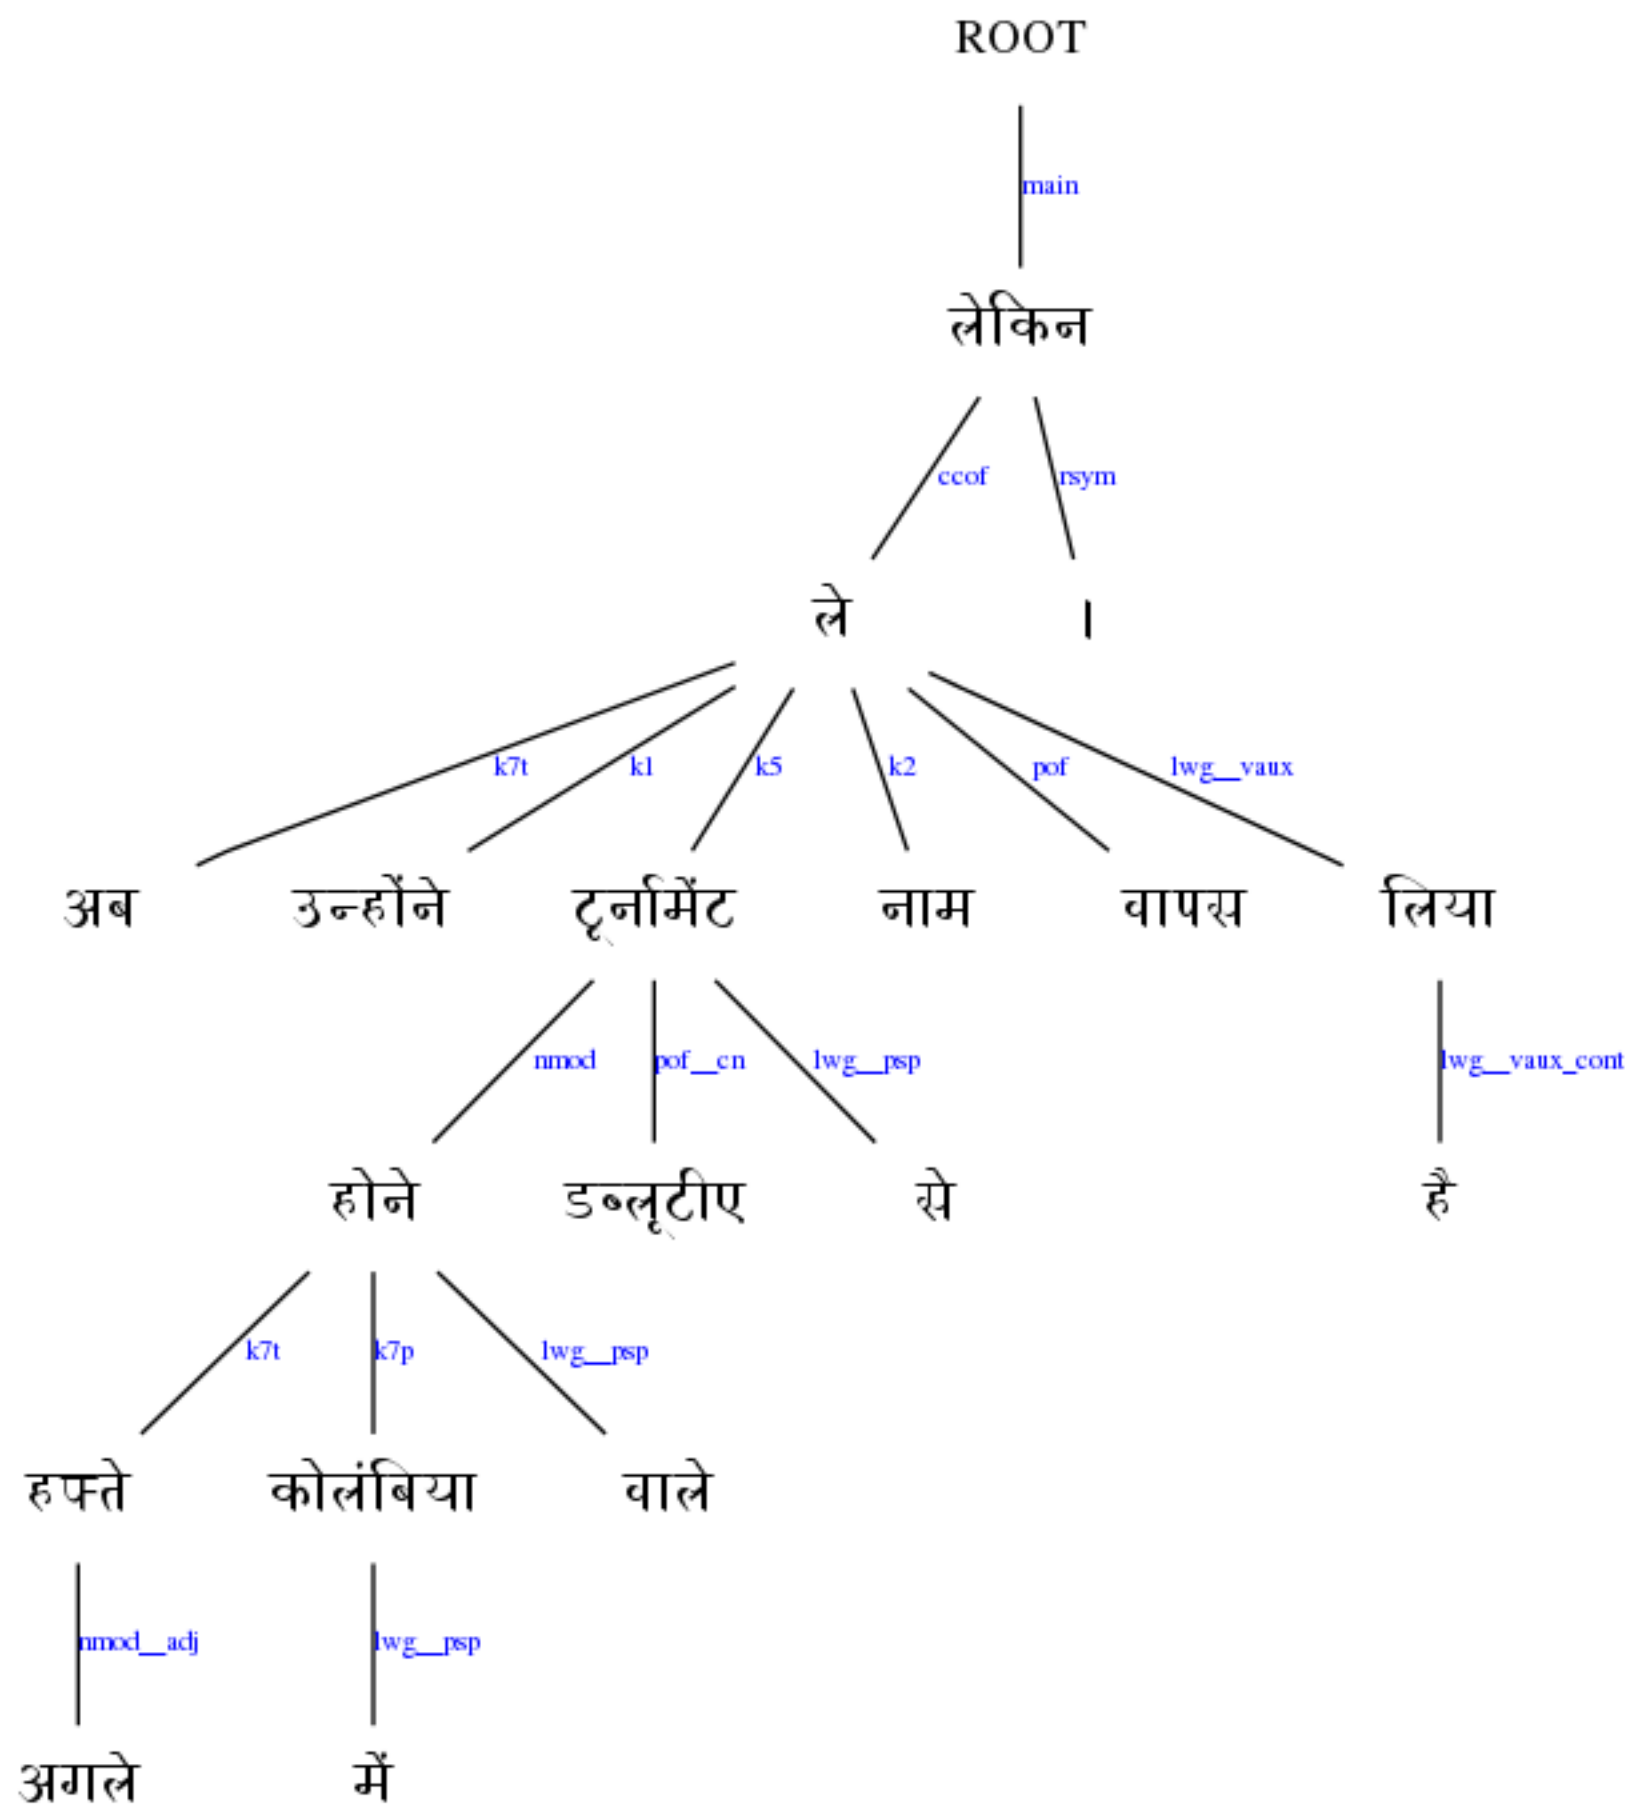 ROOT
main
लेकिन
ccof rsym
ले ।
k7t k1 k5 k2 pof lwg__vaux
अब उन्होंने टूर्नामेंट नाम वापस लिया
nmod pof__cn lwg__psp lwg__vaux_cont
होने डब्लूटीए से है
k7t k7p lwg__psp
हफ्ते कोलंबिया वाले
nmod__adj lwg__psp
अगले में